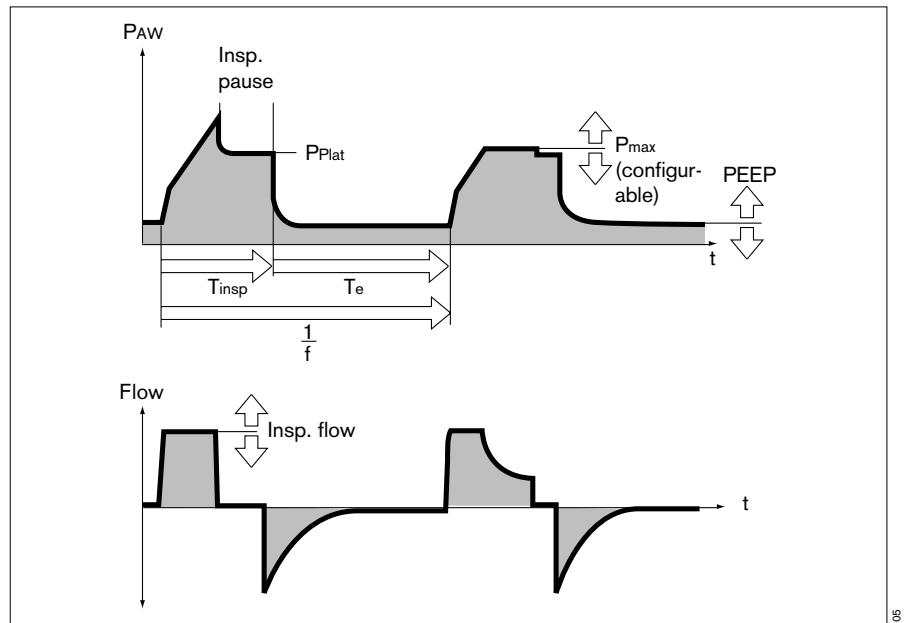 PAW
Insp.
pause
PPlat
Pmax
(configur-
able)
PEEP
t
Tinsp
Te
1
f
Flow
Insp. flow
t
05